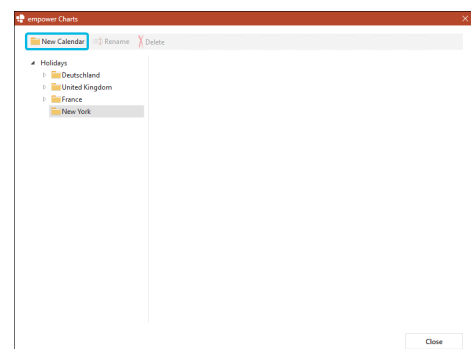 empower Charts
New Calendar Rename Delete
Holidays
Deutschland
United Kingdom
France
New York
Close